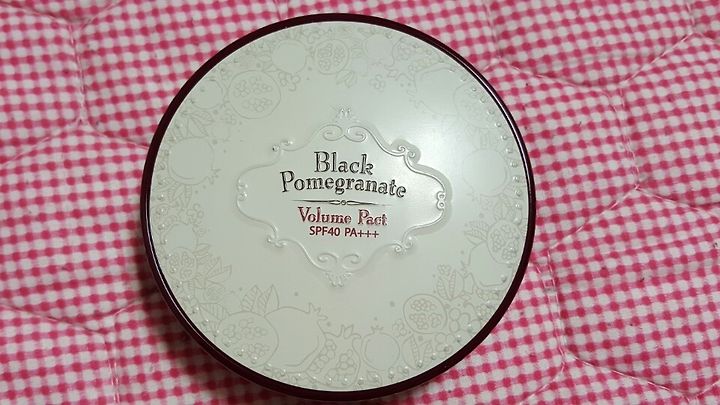 Black
Pomegranate
Volume Pact
SPF40 PA+++